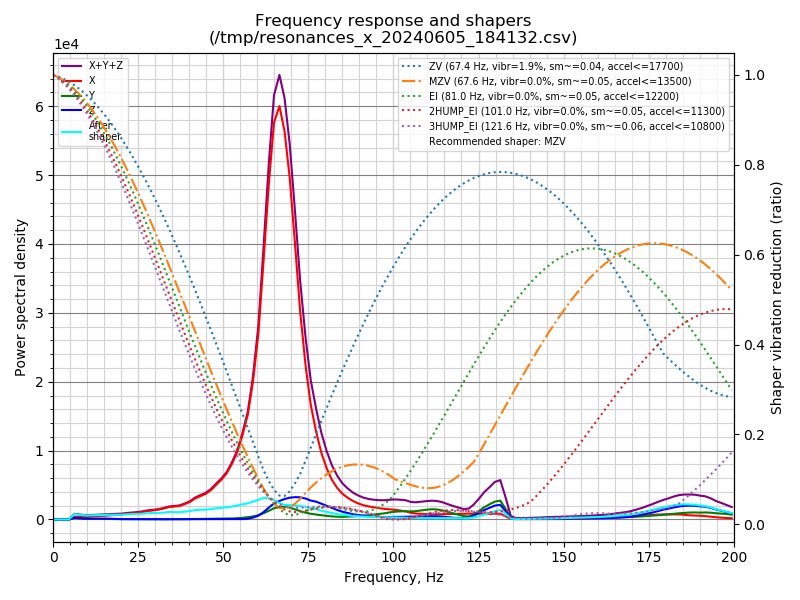 Frequency response and shapers
(/tmp/resonances_x_20240605_184132.csv)
1e4
X+Y+Z
X
Y
Z
After
shaper
ZV (67.4 Hz, vibr=1.9%, sm~=0.04, accel<=17700)
MZV (67.6 Hz, vibr=0.0%, sm~=0.05, accel<=13500)
EI (81.0 Hz, vibr=0.0%, sm~=0.05, accel<=12200)
2HUMP_EI (101.0 Hz, vibr=0.0%, sm~=0.05, accel<=11300)
3HUMP_EI (121.6 Hz, vibr=0.0%, sm~=0.06, accel<=10800)
Recommended shaper: MZV
Power spectral density
6
5
4
3
2
1
0
1.0
0.8
0.6
0.4
0.2
0.0
Shaper vibration reduction (ratio)
0 25 50 75 100 125 150 175 200
Frequency, Hz